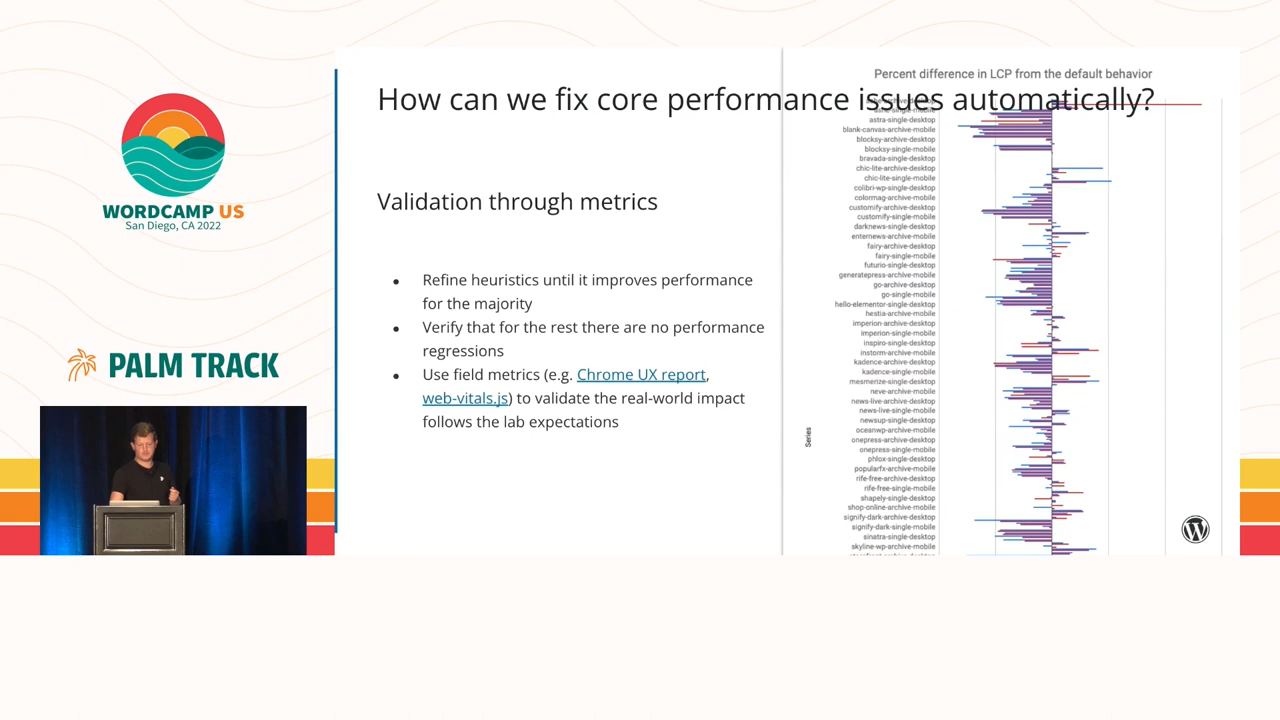 WORDCAMP US
San Diego, CA 2022
PALM TRACK
How can we fix core performance issues automatically?
Validation through metrics
● Refine heuristics until it improves performance
for the majority
● Verify that for the rest there are no performance
regressions
● Use field metrics (e.g. Chrome UX report,
web-vitals.js) to validate the real-world impact
follows the lab expectations
Percent difference in LCP from the default behavior
astra-single-desktop
blank-canvas-archive-mobile
blocksy-archive-desktop
blocksy-single-mobile
bravada-single-desktop
chic-lite-archive-desktop
chic-lite-single-mobile
colibri-wp-single-desktop
colormag-archive-mobile
customify-archive-desktop
customify-single-mobile
darknews-single-desktop
enternews-archive-mobile
fairy-archive-desktop
fairy-single-mobile
futurio-single-desktop
generatepress-archive-mobile
go-archive-desktop
go-single-mobile
hello-elementor-single-desktop
hestia-archive-mobile
imperion-archive-desktop
imperion-single-mobile
inspiro-single-desktop
instorm-archive-mobile
kadence-archive-desktop
kadence-single-mobile
mesmerize-single-desktop
neve-archive-mobile
news-live-archive-desktop
news-live-single-mobile
newsup-single-desktop
oceanwp-archive-mobile
onepress-archive-desktop
onepress-single-mobile
phlox-single-desktop
popularfx-archive-mobile
rife-free-archive-desktop
rife-free-single-mobile
shapely-single-desktop
shop-online-archive-mobile
signify-dark-archive-desktop
signify-dark-single-mobile
sinatra-single-desktop
skyline-wp-archive-mobile
Series